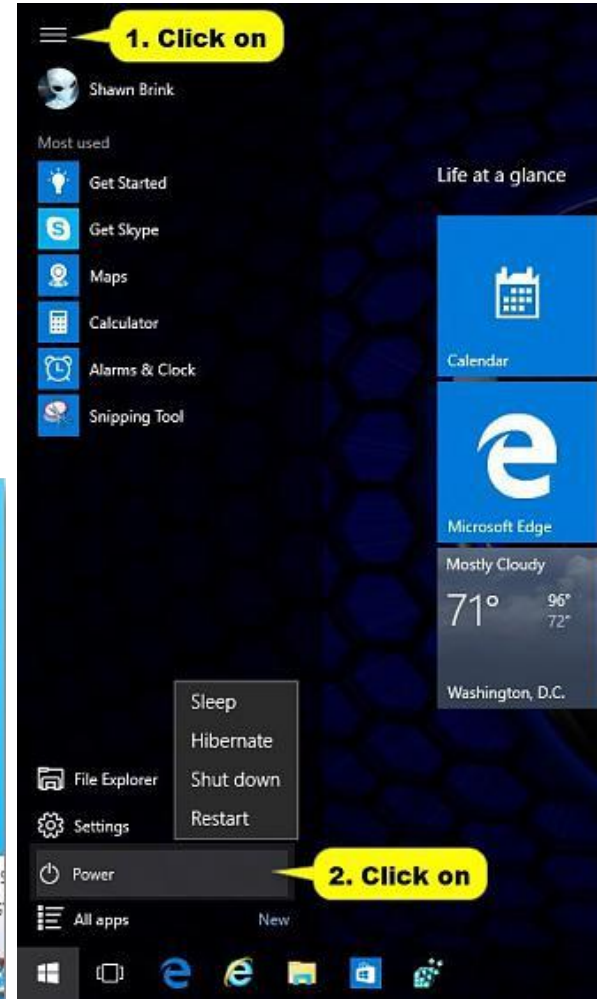 1. Click on
Shawn Brink
Most used
Get Started
Get Skype
Maps
Calculator
Alarms & Clock
Snipping Tool
Life at a glance
Calendar
Microsoft Edge
Mostly Cloudy
71° 96°
72°
Washington, D.C.
Sleep
Hibernate
Shut down
Restart
File Explorer
Settings
Power
2. Click on
All apps New